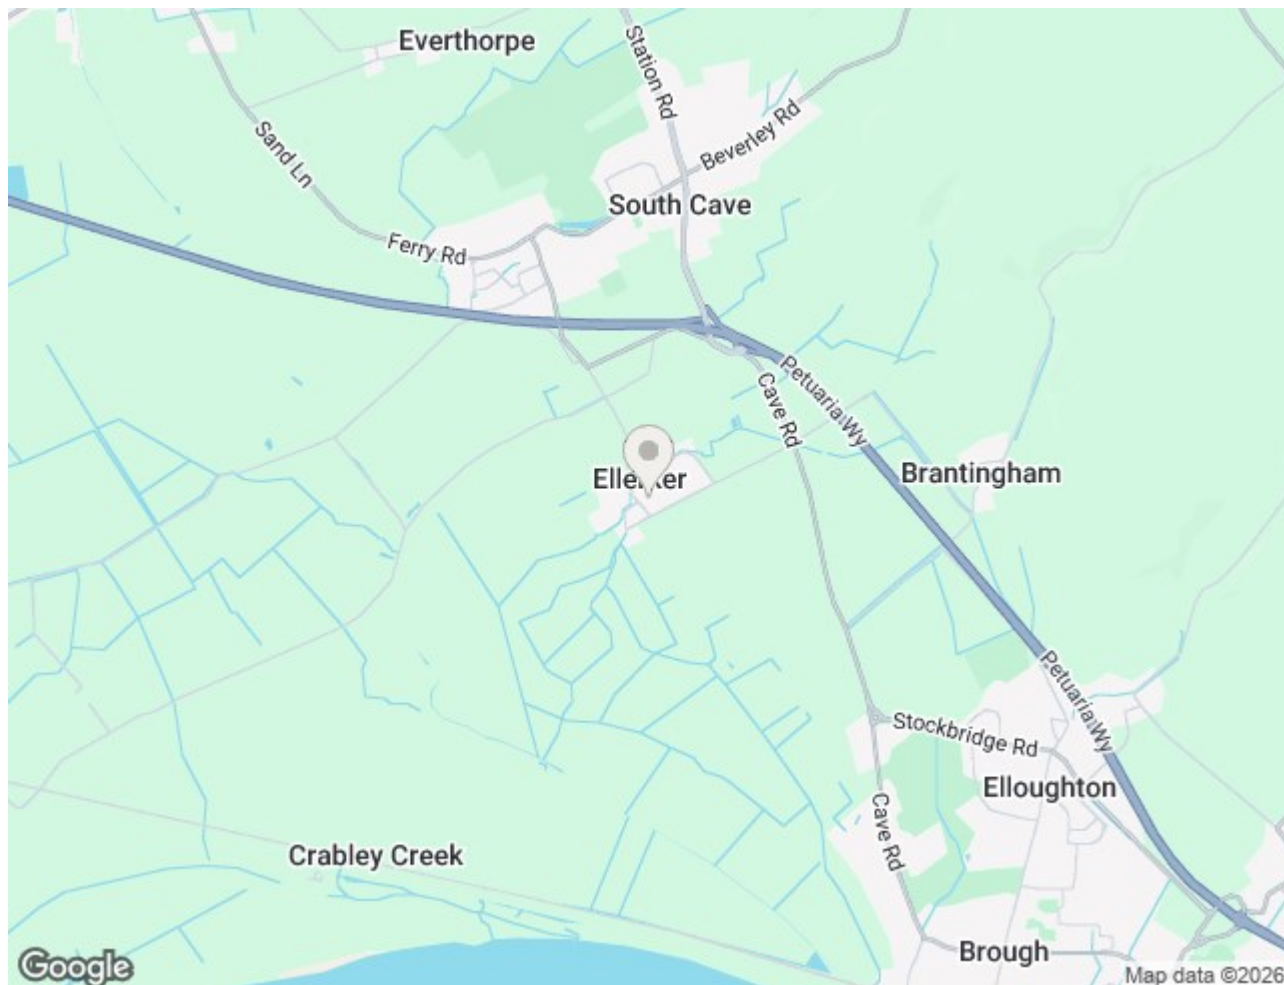 Everthorpe
Station Rd
Sand Ln
Beverley Rd
South Cave
Ferry Rd
Petuaria Wy
Cave Rd
Brantingham
Petuaria Wy
Stockbridge Rd
Elloughton
Cave Rd
Crabley Creek
Brough
Google
Map data ©2026